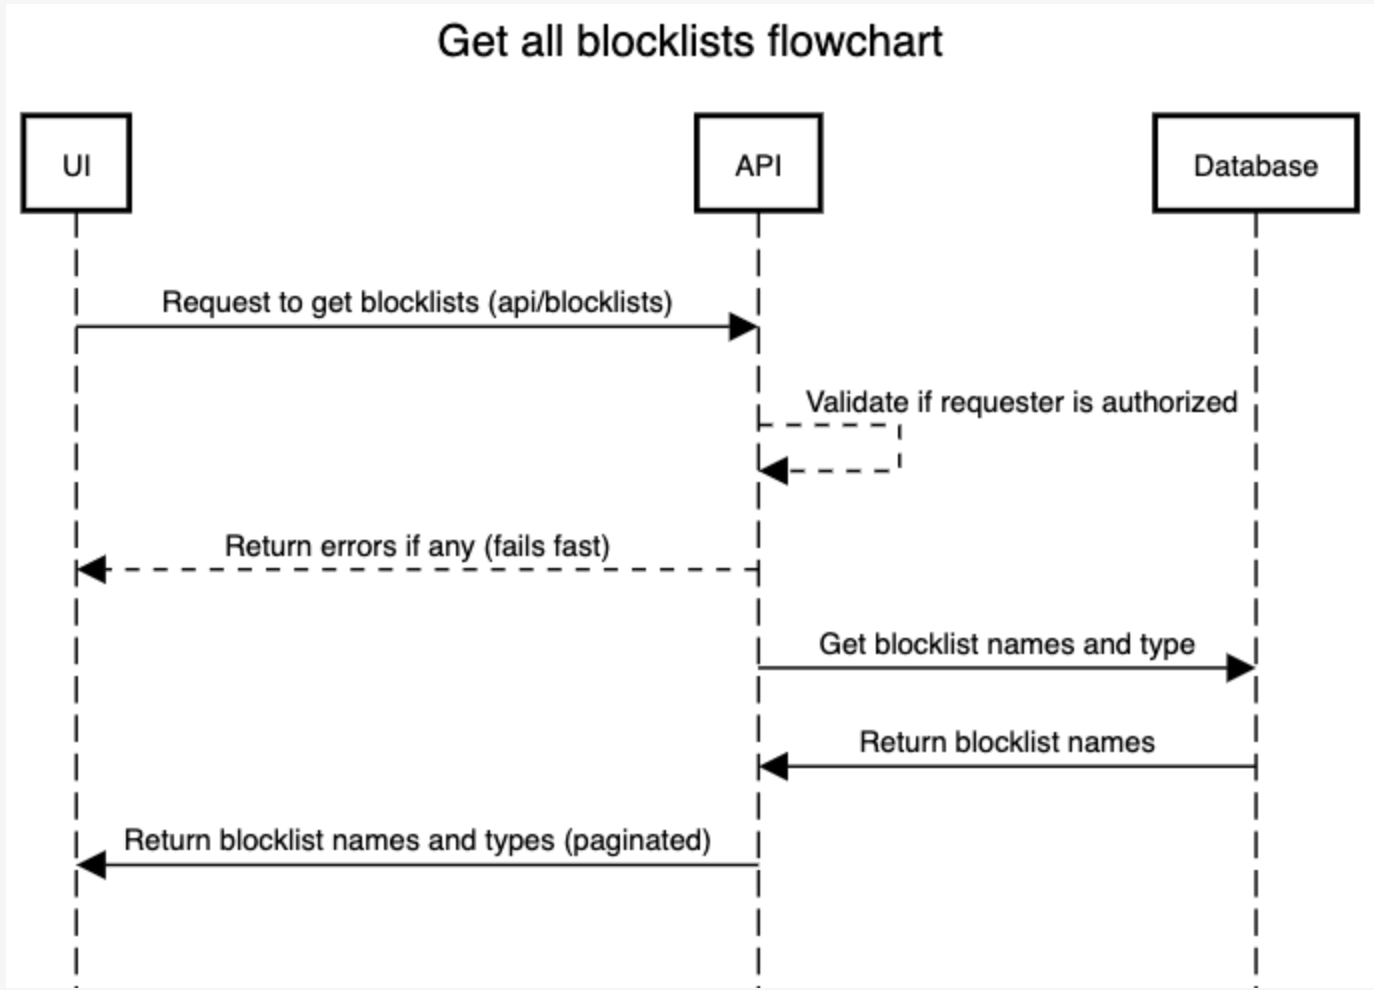 Get all blocklists flowchart
UI
API
Database
Request to get blocklists (api/blocklists)
Validate if requester is authorized
Return errors if any (fails fast)
Get blocklist names and type
Return blocklist names
Return blocklist names and types (paginated)